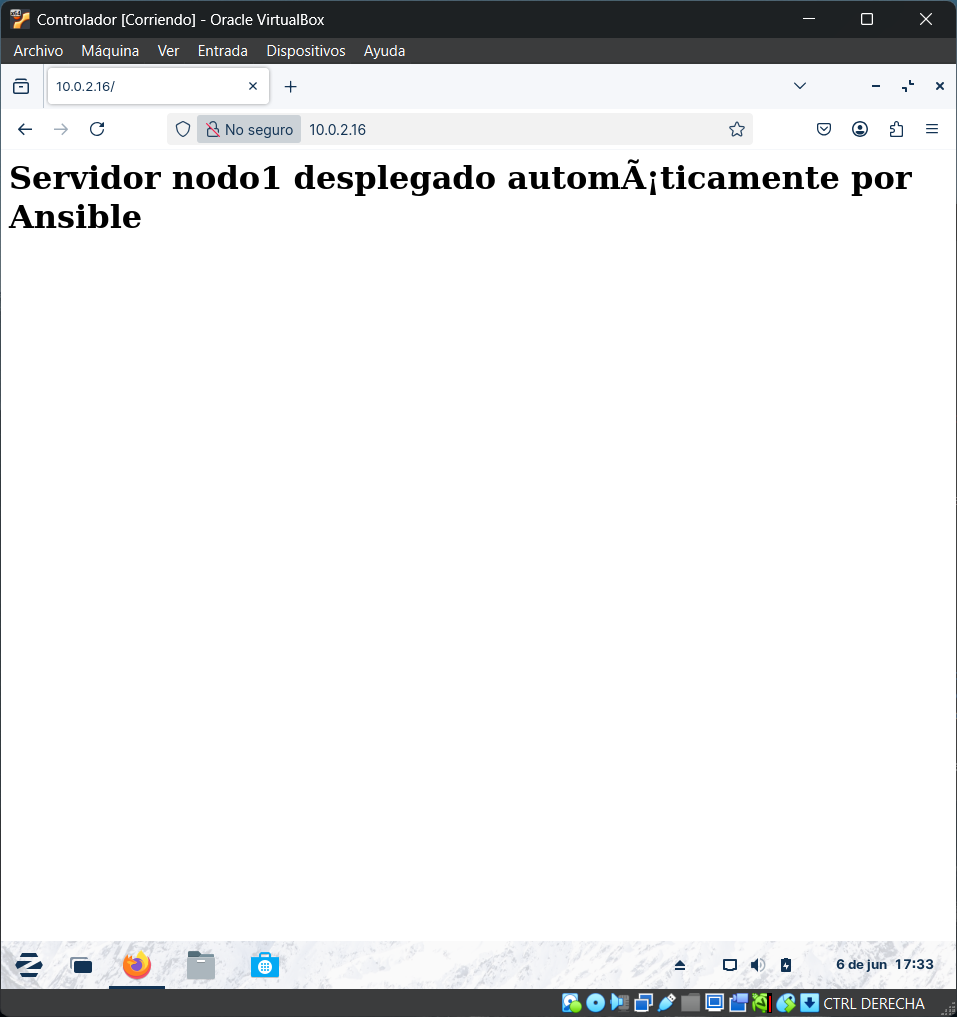 Controlador [Corriendo] - Oracle VirtualBox
Archivo Máquina Ver Entrada Dispositivos Ayuda
10.0.2.16/
No seguro 10.0.2.16
Servidor nodo1 desplegado automÃ¡ticamente por
Ansible
6 de jun 17:33
CTRL DERECHA